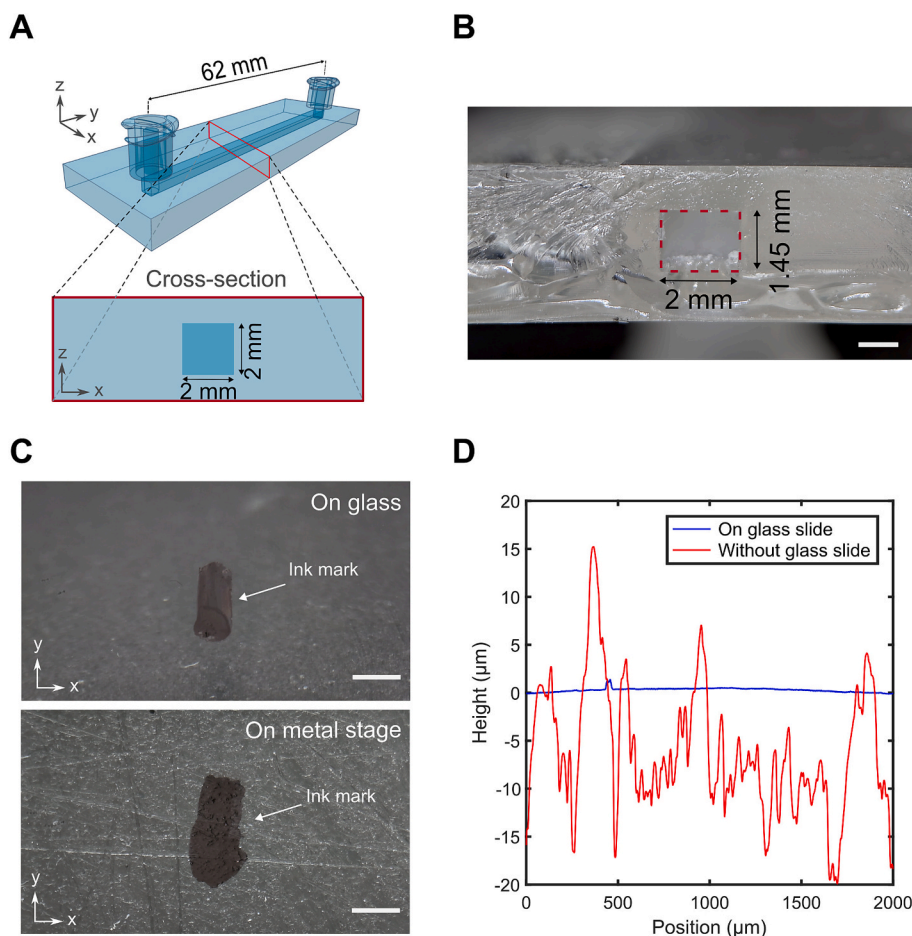 A
62 mm
z
y
x
Cross-section
z
x
2 mm
2 mm
B
1.45 mm
2 mm
C
On glass
Ink mark
y
x
On metal stage
Ink mark
y
x
D
On glass slide
Without glass slide
Height (μm)
20
15
10
5
0
-5
-10
-15
-20
0
500
1000
1500
2000
Position (μm)